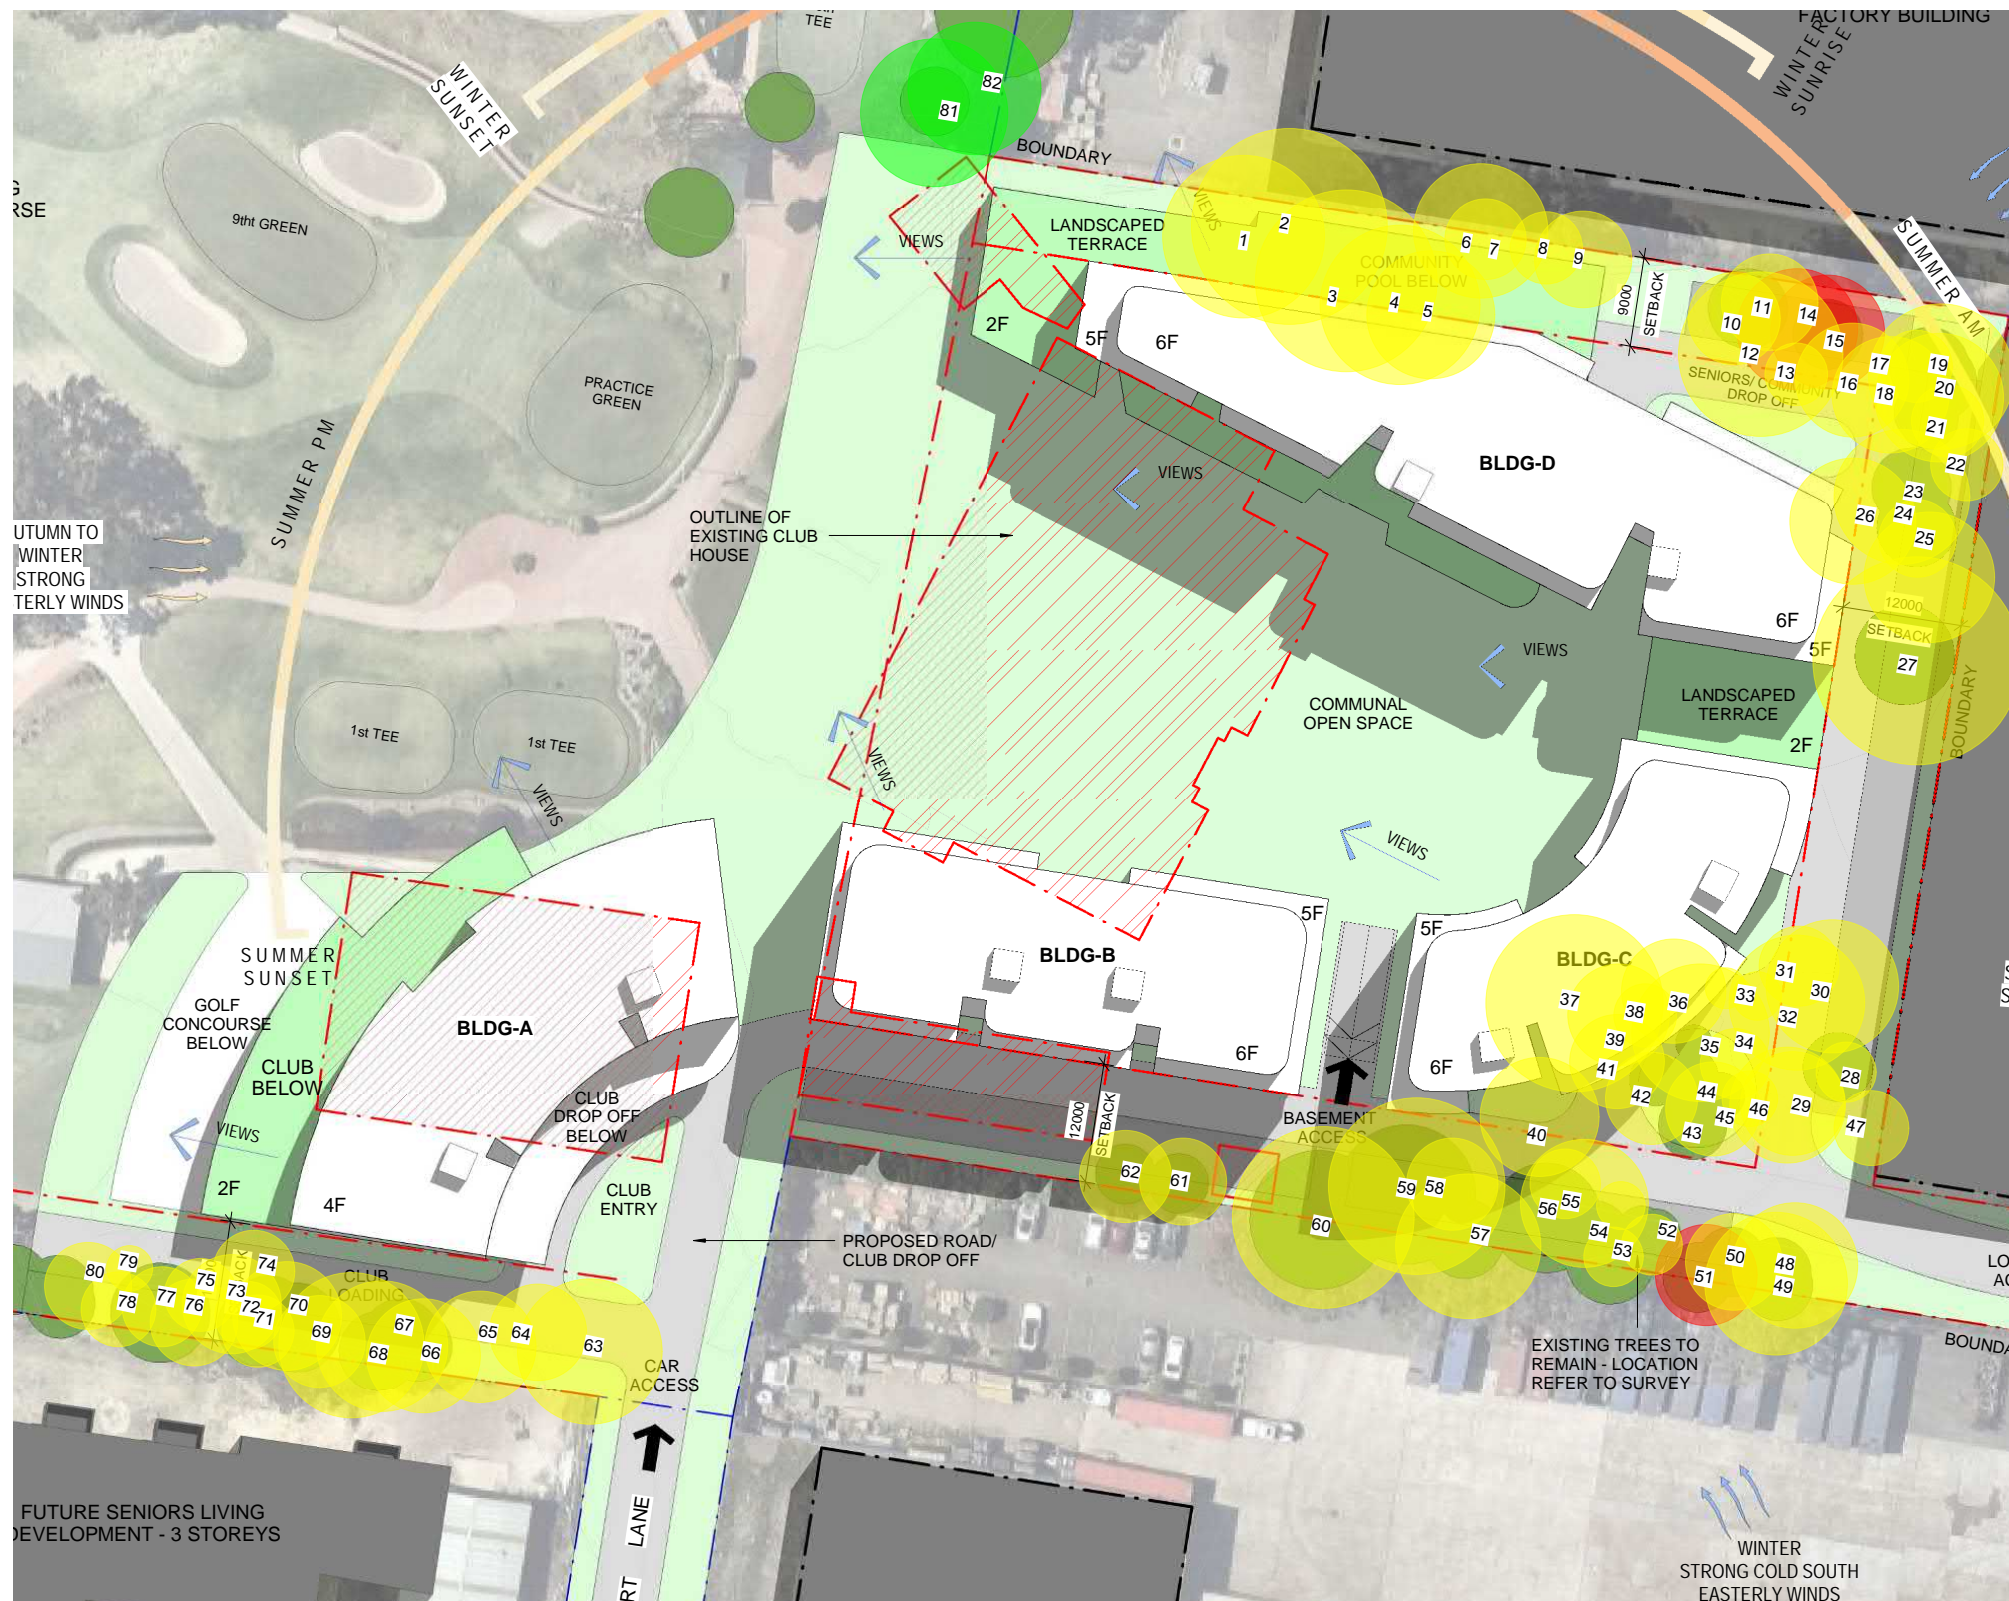 TEE
FACTORY BUILDING
WINTER
SUNSET
WINTER
SUNRISE
82
81
BOUNDARY
RSE
9tht GREEN
VIEWS
VIEWS
LANDSCAPED
TERRACE
1
2
6
7
8
9
COMMUNITY
POOL BELOW
3
4
5
9000
SETBACK
SUMMER AM
10
11
14
15
12
13
16
17
18
19
20
21
22
SENIORS/ COMMUNITY
DROP OFF
2F
5F
6F
PRACTICE
GREEN
SUMMER PM
VIEWS
BLDG-D
23
24
25
26
OUTLINE OF
EXISTING CLUB
HOUSE
UTUMN TO
WINTER
STRONG
TERLY WINDS
12000
SETBACK
6F
5F
27
VIEWS
BOUNDARY
COMMUNAL
OPEN SPACE
LANDSCAPED
TERRACE
2F
1st TEE
1st TEE
VIEWS
VIEWS
VIEWS
5F
5F
BLDG-B
BLDG-C
SUMMER
SUNSET
GOLF
CONCOURSE
BELOW
BLDG-A
CLUB
BELOW
CLUB
DROP OFF
BELOW
31
30
37
38
36
33
32
39
35
34
41
42
44
45
46
43
29
28
47
40
6F
6F
BASEMENT
ACCESS
12000
SETBACK
VIEWS
2F
4F
CLUB
ENTRY
62
61
60
59
58
57
56
55
54
53
52
51
50
48
49
PROPOSED ROAD/
CLUB DROP OFF
80
79
78
77
76
75
74
73
72
71
70
69
68
67
66
65
64
63
CLUB
LOADING
CAR
ACCESS
EXISTING TREES TO
REMAIN - LOCATION
REFER TO SURVEY
FUTURE SENIORS LIVING
DEVELOPMENT - 3 STOREYS
LANE
WINTER
STRONG COLD SOUTH
EASTERLY WINDS